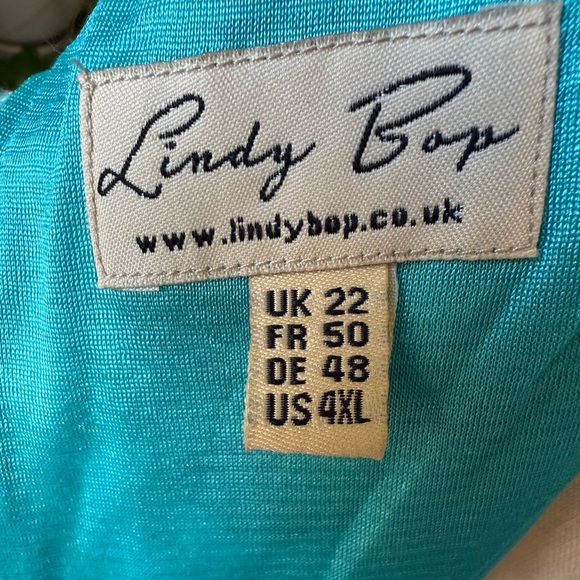 Lindy Bop
www.lindybop.co.uk
UK 22
FR 50
DE 48
US 4XL